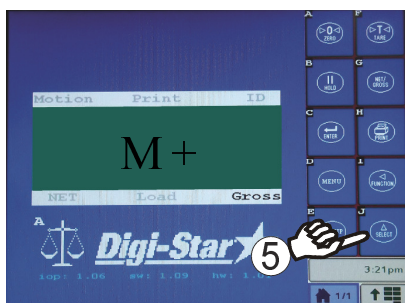 A
F
>0<
ZERO
>T<
TARE
B
G
HOLD
NET/
GROSS
Motion Print ID
C
H
ENTER
PRINT
M+
D
I
MENU
FUNCTION
NET Load Gross
E
J
SELECT
A
Digi-Star
5
iop: 1.06 sw: 1.09 hw:
3:21pm
1/1